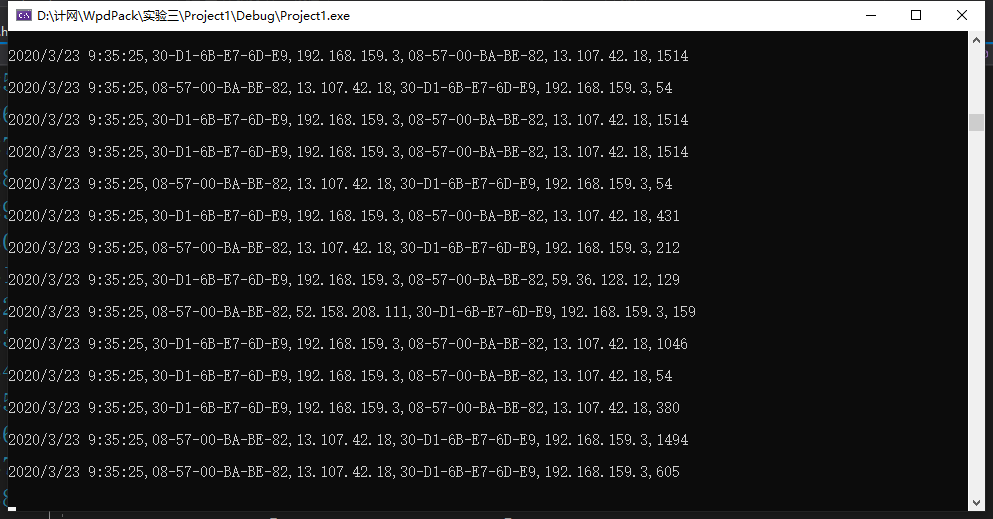 D:\计网\WpdPack\实验三\Project1\Debug\Project1.exe
2020/3/23 9:35:25,30-D1-6B-E7-6D-E9,192.168.159.3,08-57-00-BA-BE-82,13.107.42.18,1514
2020/3/23 9:35:25,08-57-00-BA-BE-82,13.107.42.18,30-D1-6B-E7-6D-E9,192.168.159.3,54
2020/3/23 9:35:25,30-D1-6B-E7-6D-E9,192.168.159.3,08-57-00-BA-BE-82,13.107.42.18,1514
2020/3/23 9:35:25,30-D1-6B-E7-6D-E9,192.168.159.3,08-57-00-BA-BE-82,13.107.42.18,1514
2020/3/23 9:35:25,08-57-00-BA-BE-82,13.107.42.18,30-D1-6B-E7-6D-E9,192.168.159.3,54
2020/3/23 9:35:25,30-D1-6B-E7-6D-E9,192.168.159.3,08-57-00-BA-BE-82,13.107.42.18,431
2020/3/23 9:35:25,08-57-00-BA-BE-82,13.107.42.18,30-D1-6B-E7-6D-E9,192.168.159.3,212
2020/3/23 9:35:25,30-D1-6B-E7-6D-E9,192.168.159.3,08-57-00-BA-BE-82,59.36.128.12,129
2020/3/23 9:35:25,08-57-00-BA-BE-82,52.158.208.111,30-D1-6B-E7-6D-E9,192.168.159.3,159
2020/3/23 9:35:25,30-D1-6B-E7-6D-E9,192.168.159.3,08-57-00-BA-BE-82,13.107.42.18,1046
2020/3/23 9:35:25,30-D1-6B-E7-6D-E9,192.168.159.3,08-57-00-BA-BE-82,13.107.42.18,54
2020/3/23 9:35:25,30-D1-6B-E7-6D-E9,192.168.159.3,08-57-00-BA-BE-82,13.107.42.18,380
2020/3/23 9:35:25,08-57-00-BA-BE-82,13.107.42.18,30-D1-6B-E7-6D-E9,192.168.159.3,1494
2020/3/23 9:35:25,08-57-00-BA-BE-82,13.107.42.18,30-D1-6B-E7-6D-E9,192.168.159.3,605